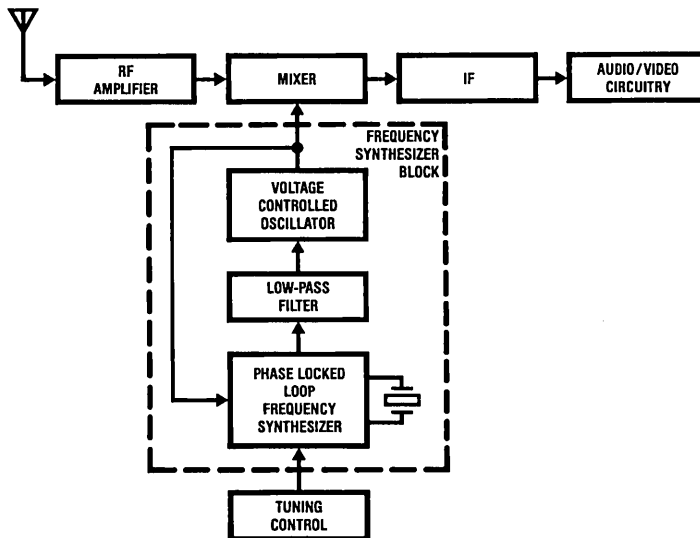 RF
AMPLIFIER
MIXER
IF
AUDIO/VIDEO
CIRCUITRY
FREQUENCY
SYNTHESIZER
BLOCK
VOLTAGE
CONTROLLED
OSCILLATOR
LOW-PASS
FILTER
PHASE LOCKED
LOOP
FREQUENCY
SYNTHESIZER
TUNING
CONTROL